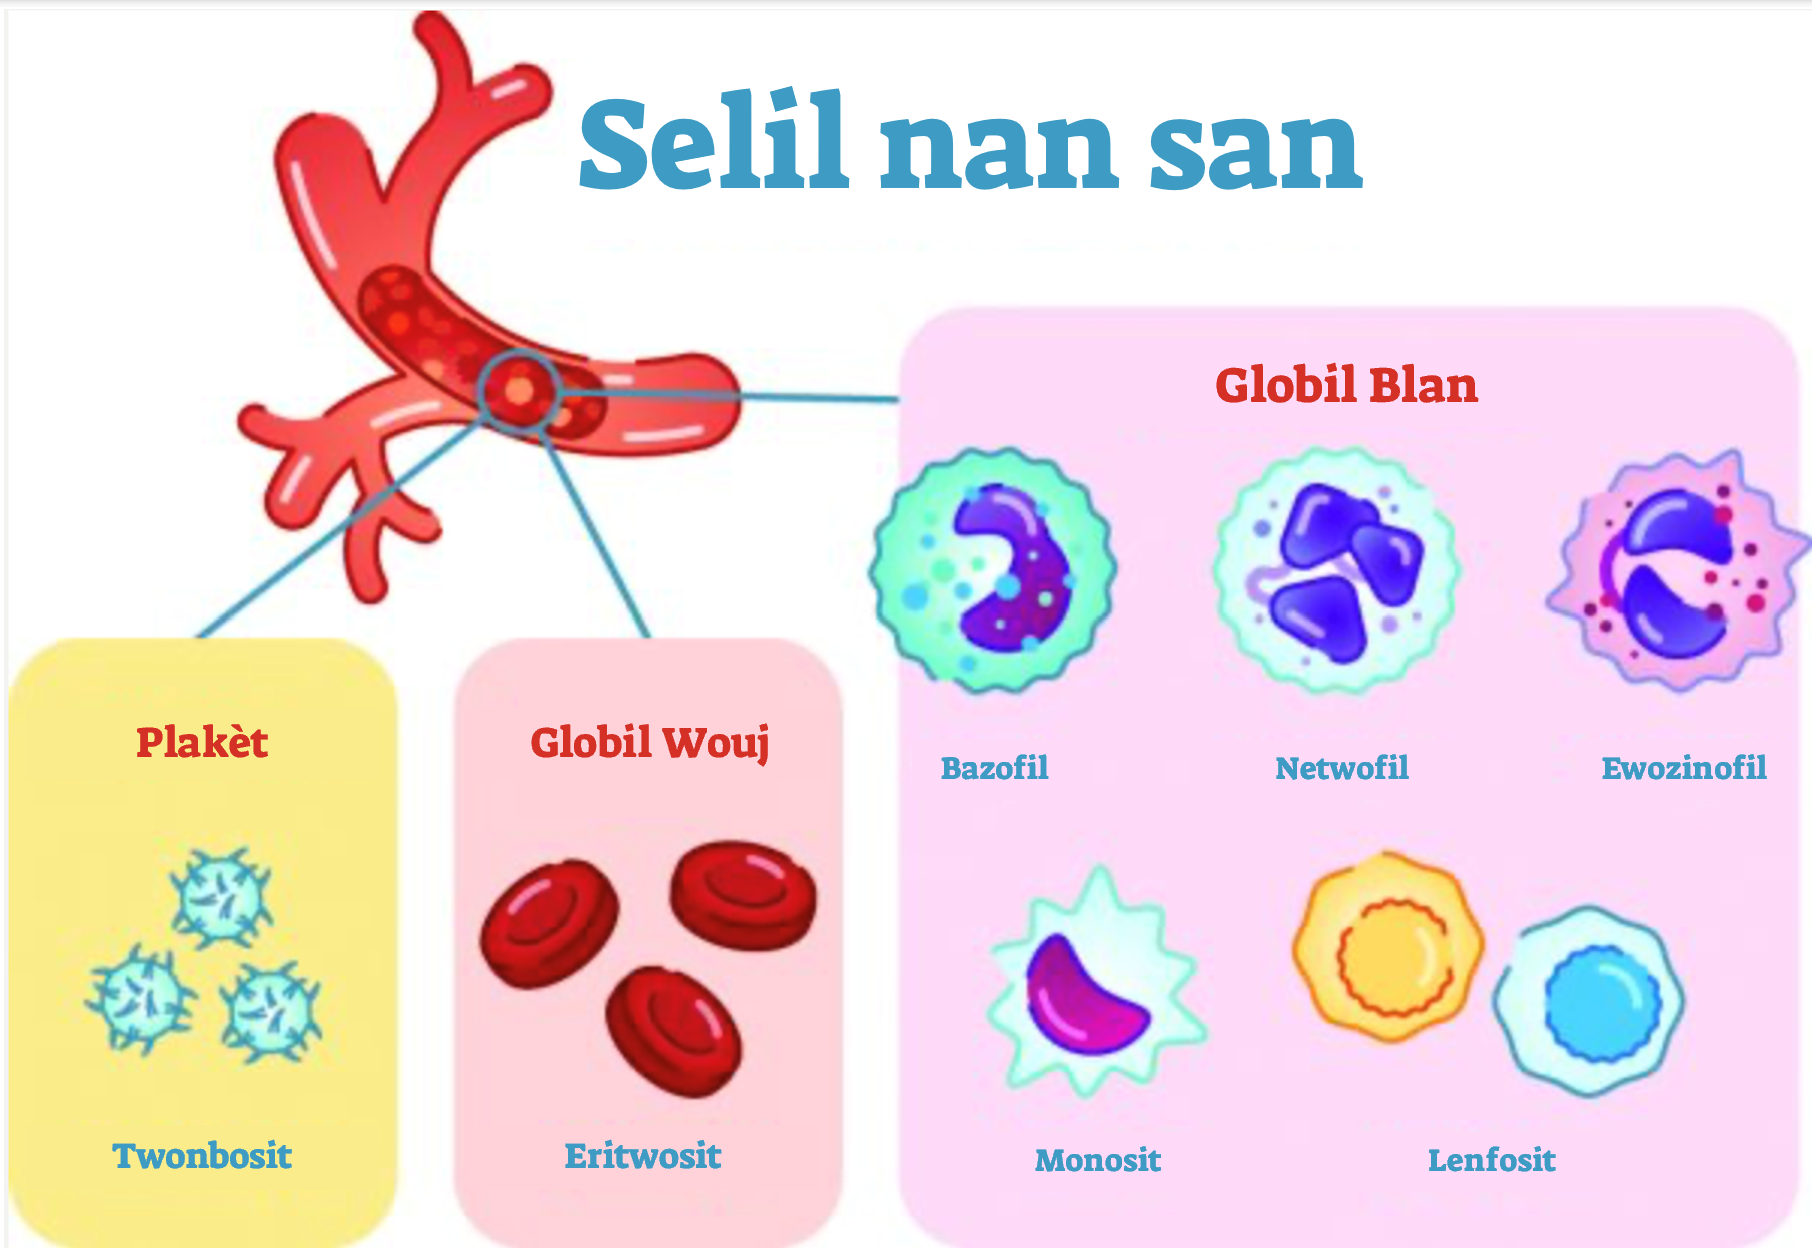 Selil nan san
Globil Blan
Bazofil
Netwofil
Ewozinofil
Monosit
Lenfosit
Plakèt
Twonbosit
Globil Wouj
Eritwosit